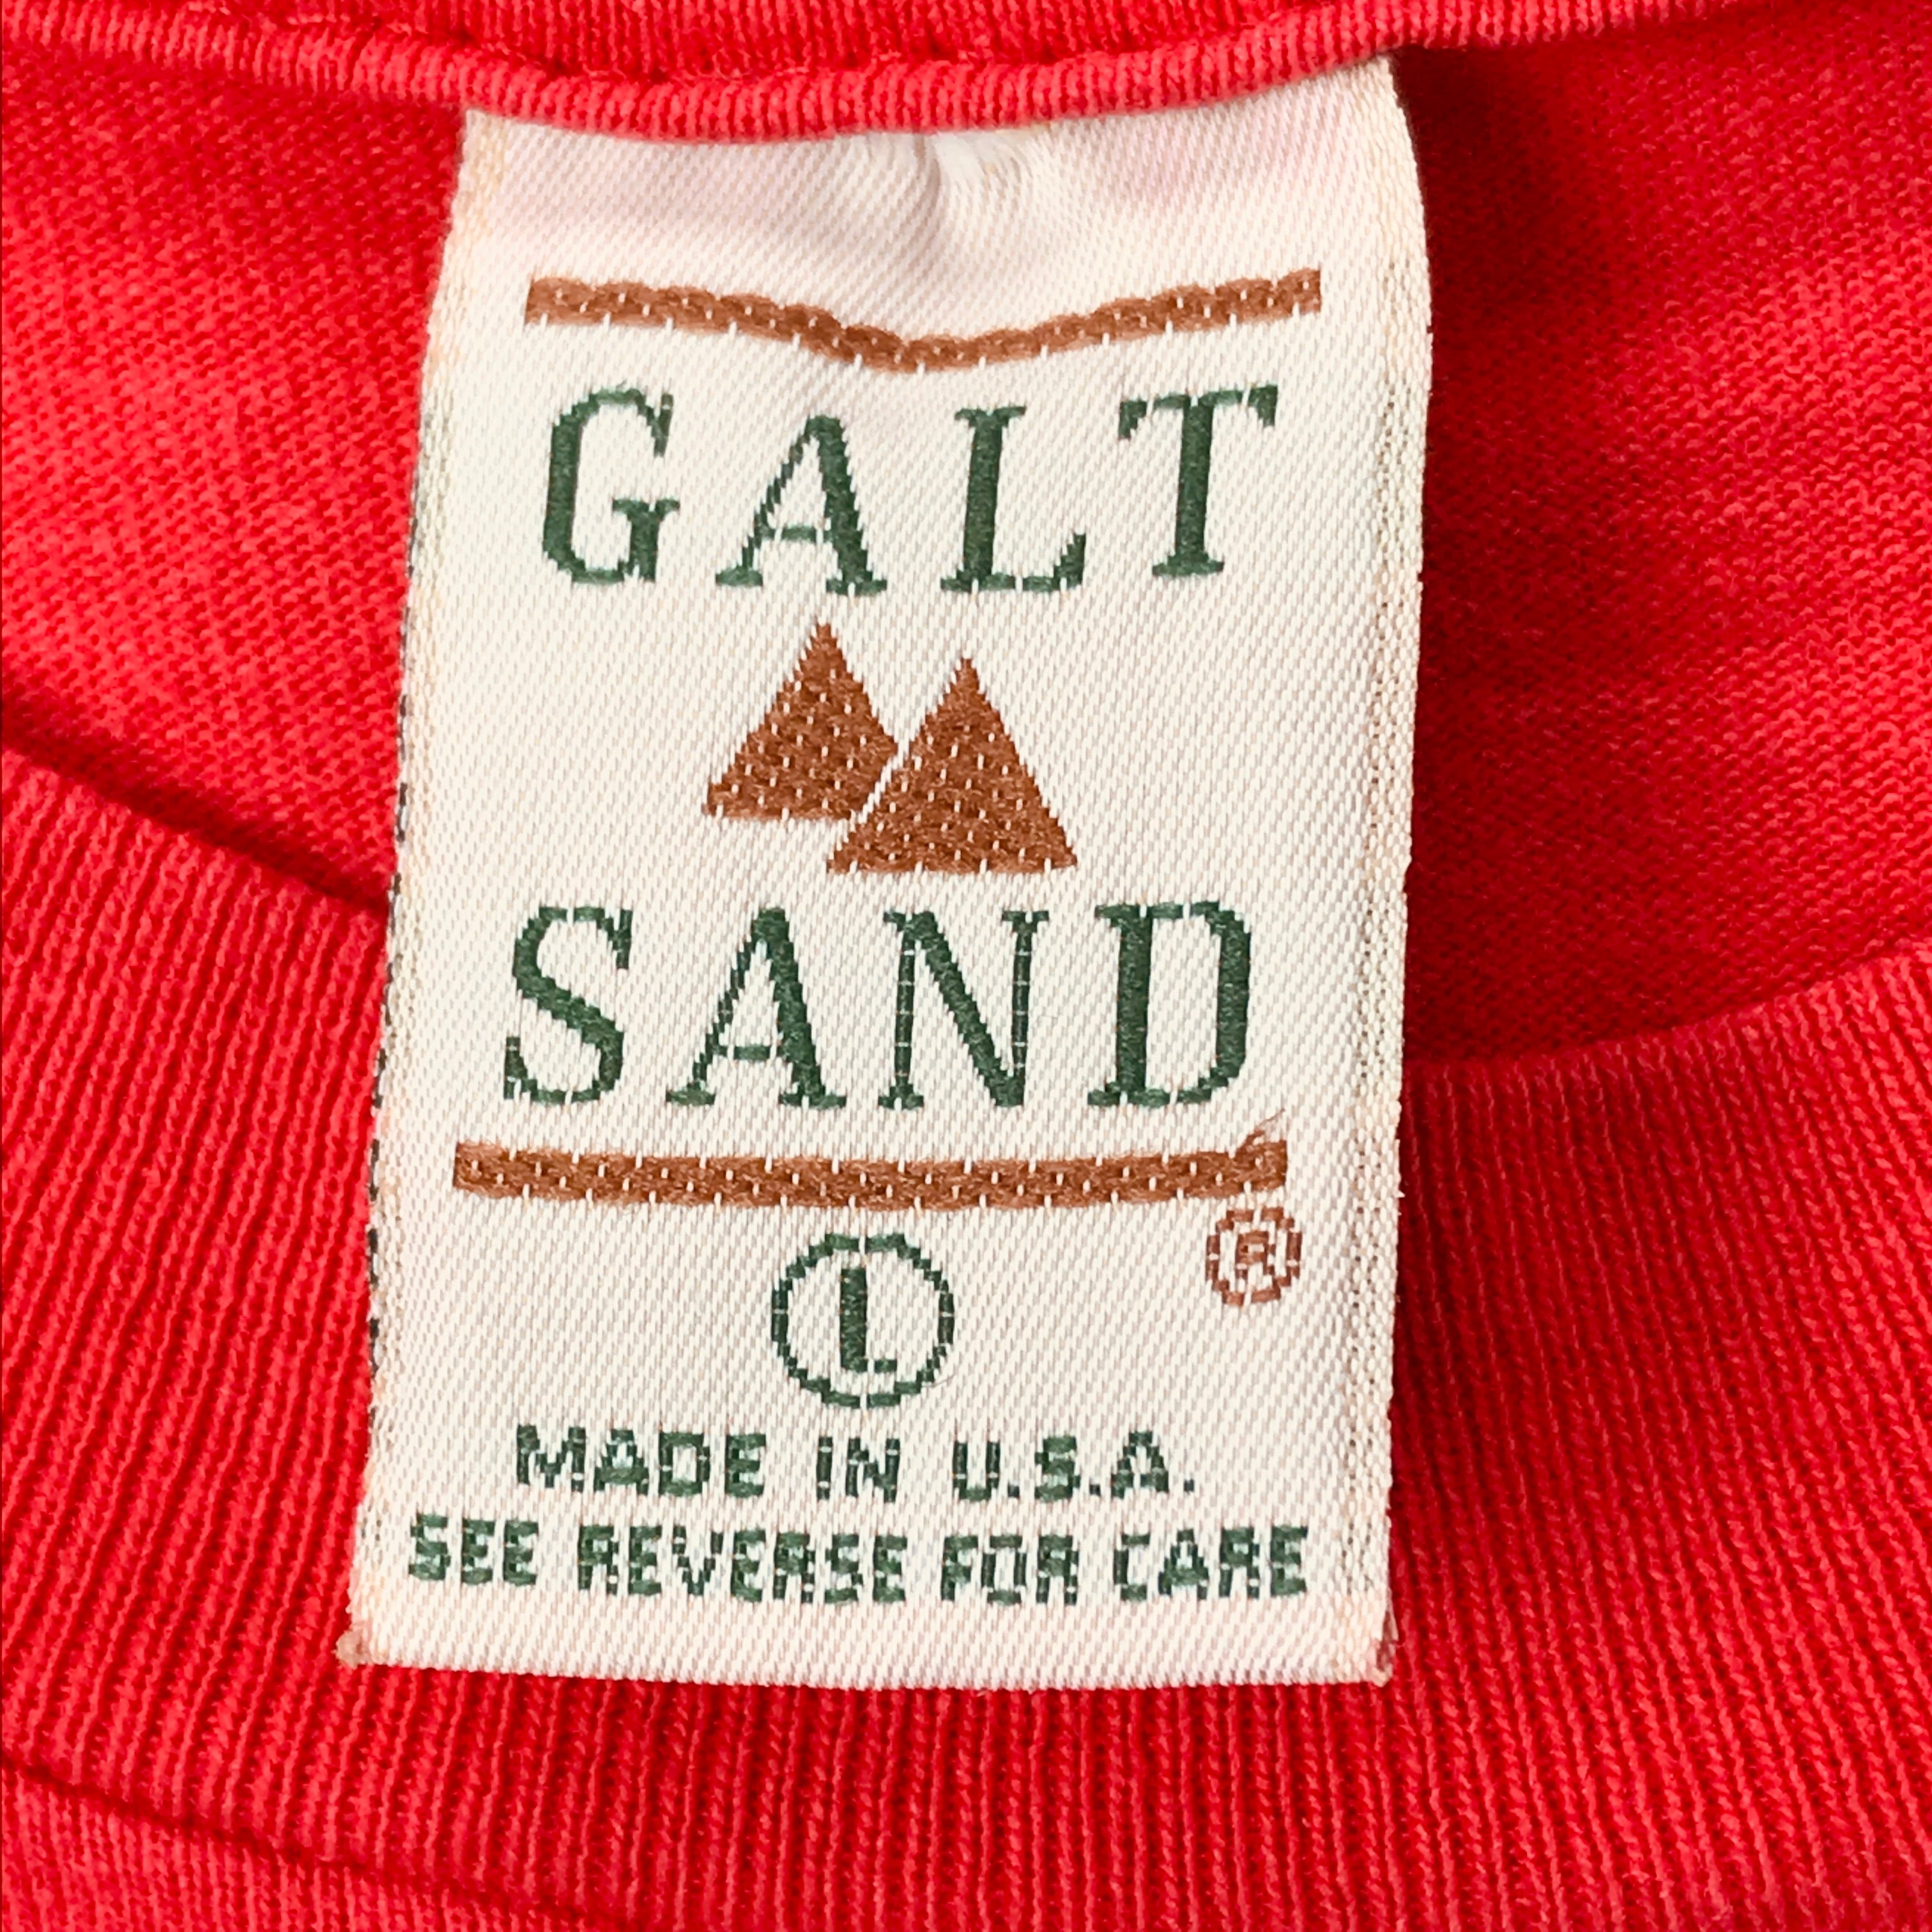 GALT
SAND
®
L
MADE IN U.S.A.
SEE REVERSE FOR CARE